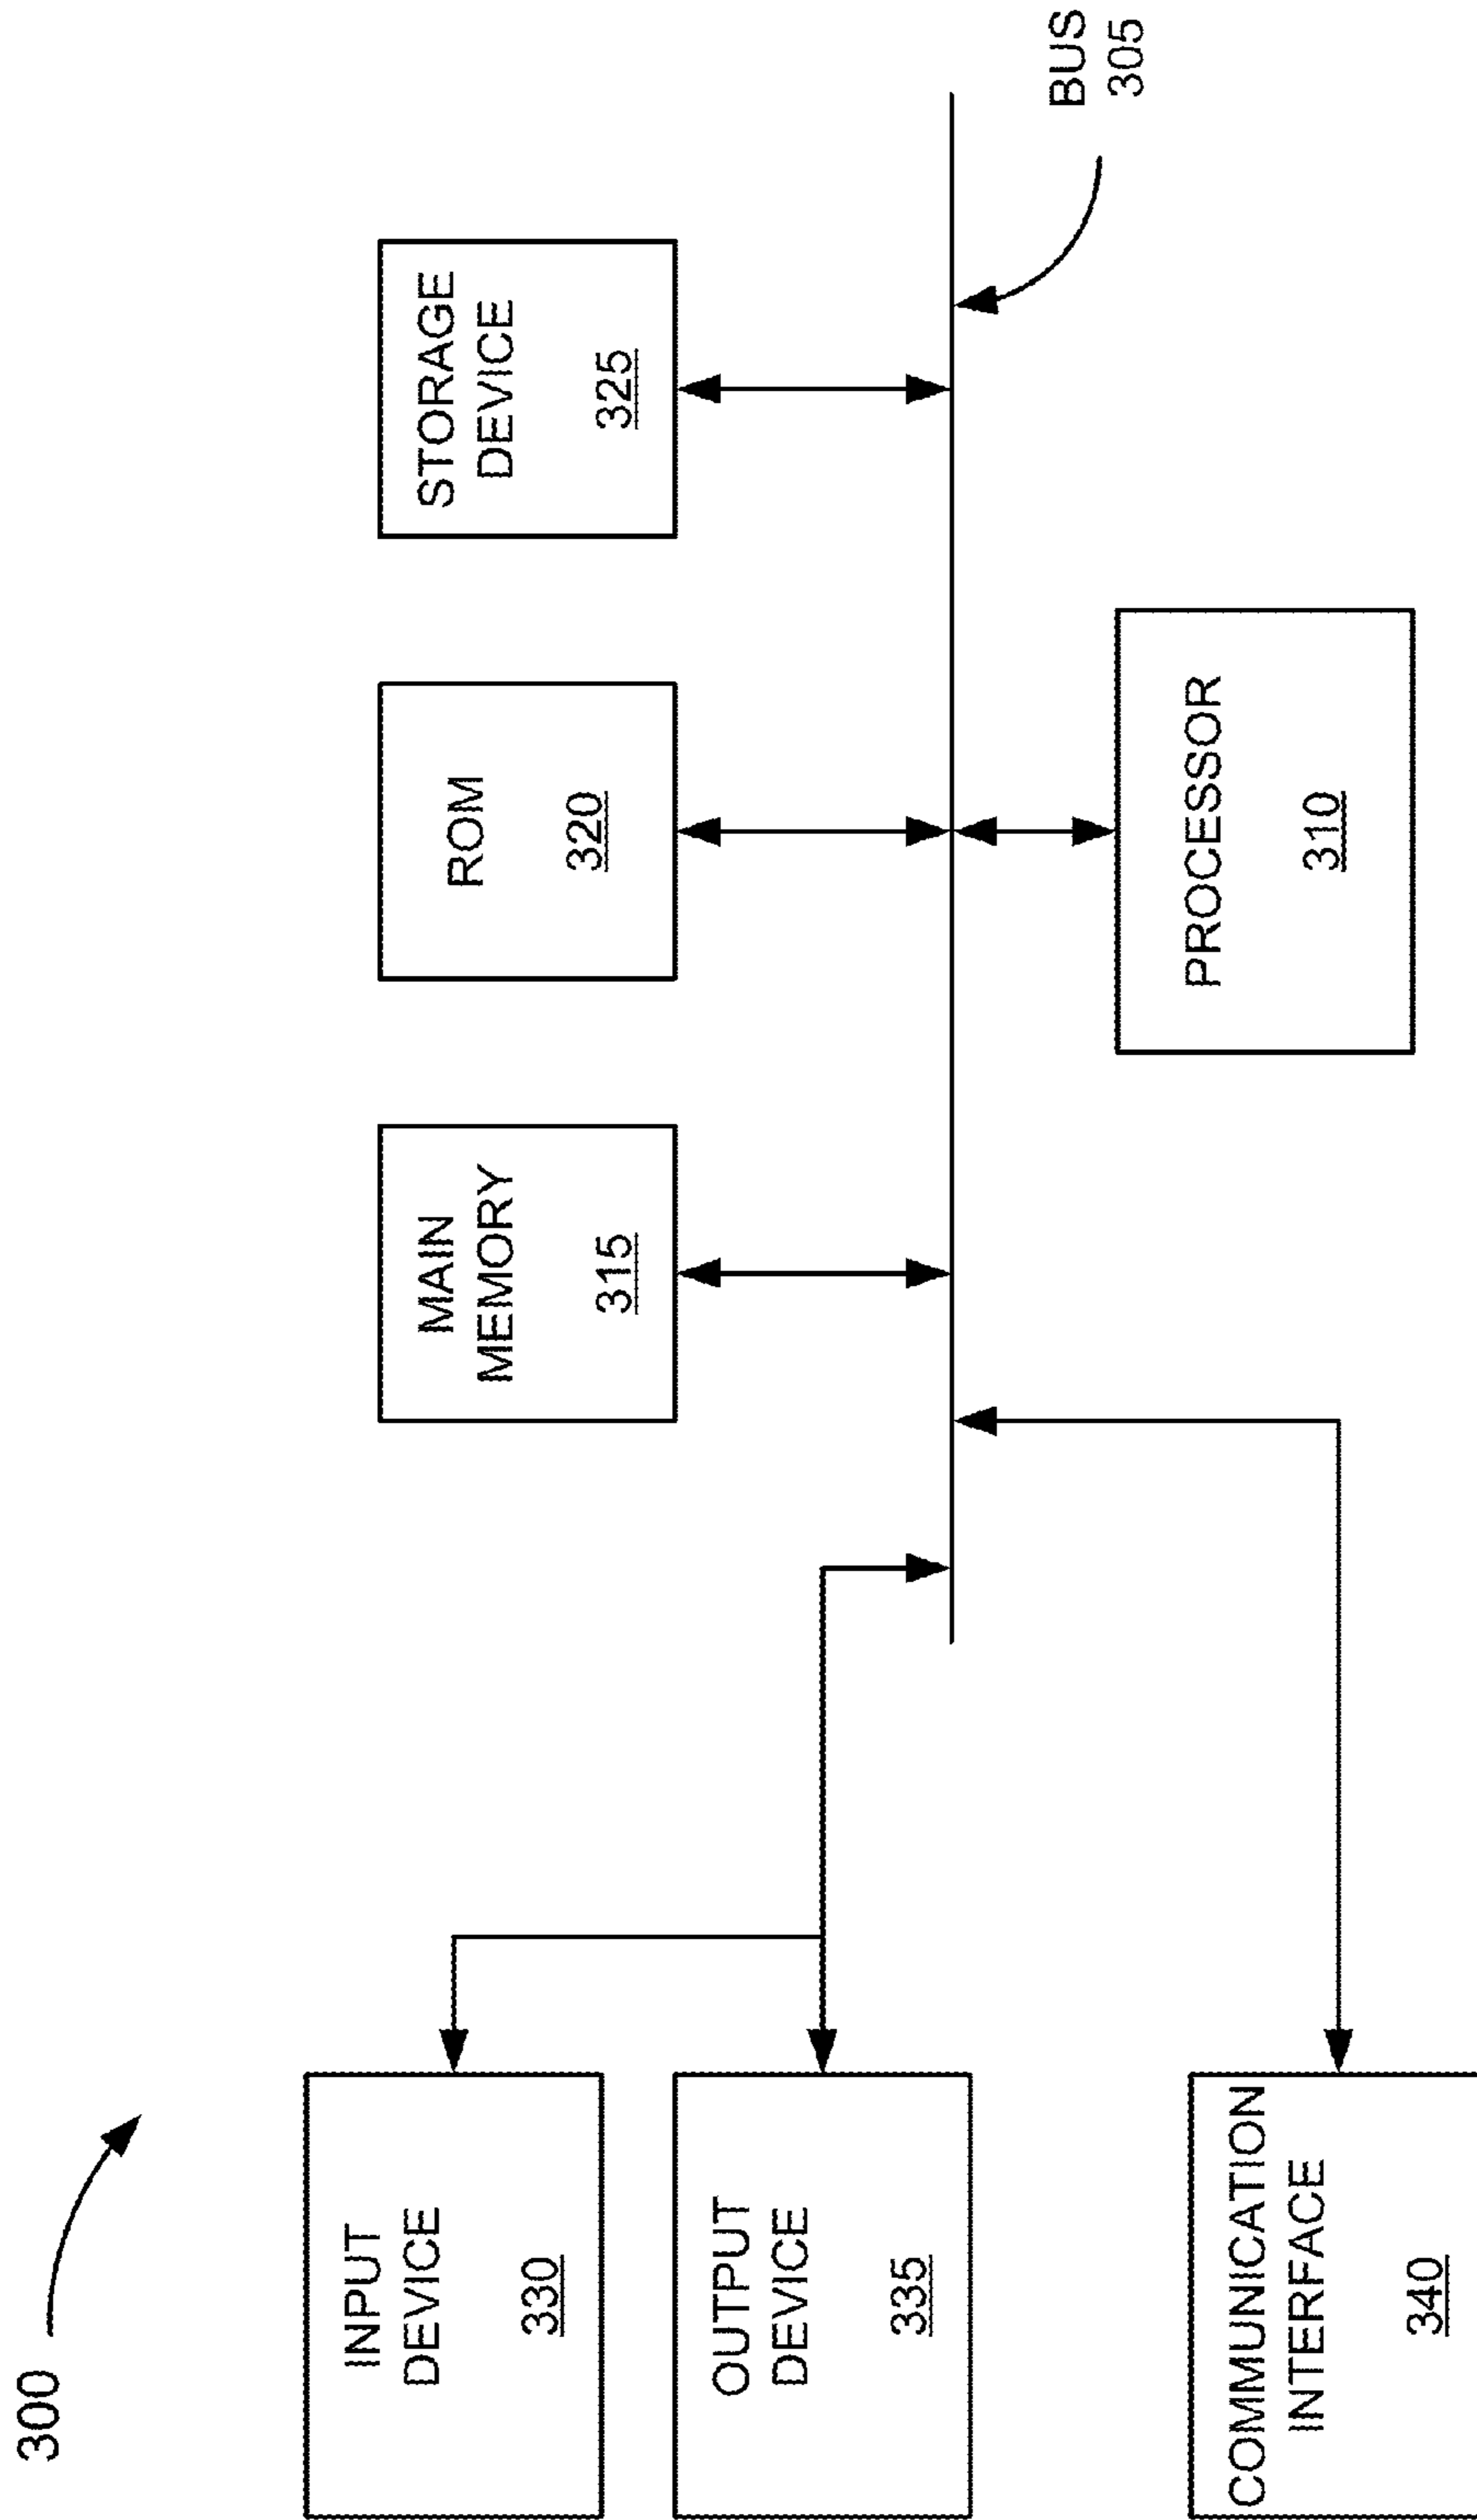 300
INPUT
DEVICE
330
OUTPUT
DEVICE
335
COMMUNICATION
INTERFACE
340
MAIN
MEMORY
315
ROM
320
STORAGE
DEVICE
325
PROCESSOR
310
BUS
305